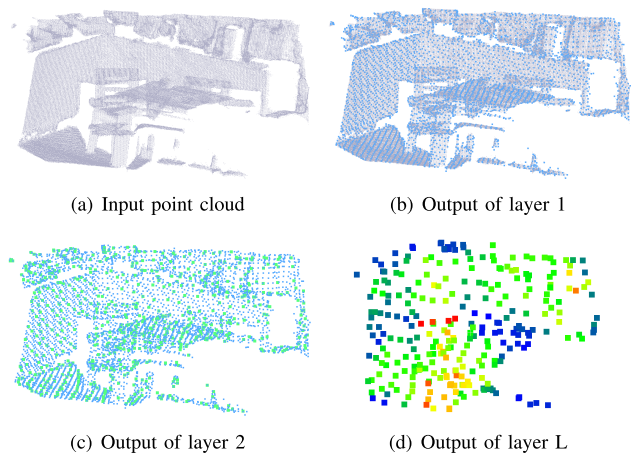 (a) Input point cloud
(b) Output of layer 1
(c) Output of layer 2
(d) Output of layer L